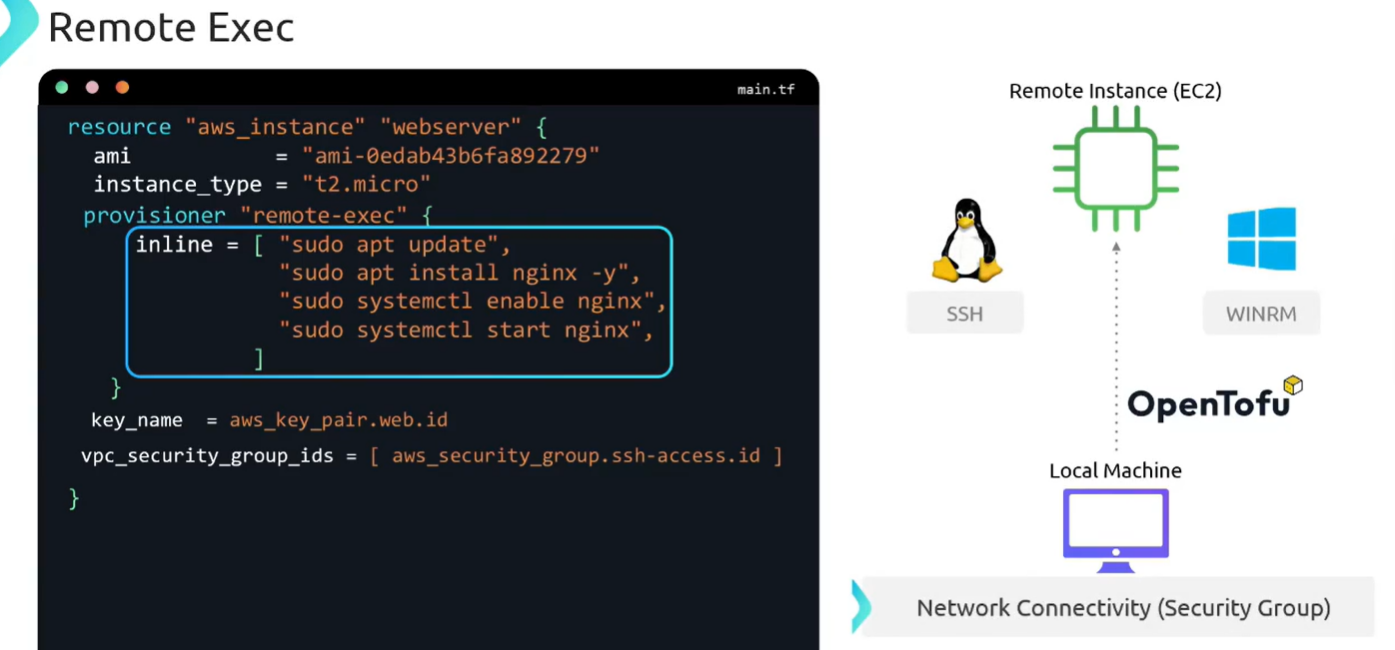 Remote Exec
main.tf
resource "aws_instance" "webserver" {
ami = "ami-0edab43b6fa892279"
instance_type = "t2.micro"
provisioner "remote-exec" {
inline = [ "sudo apt update",
"sudo apt install nginx -y",
"sudo systemctl enable nginx",
"sudo systemctl start nginx",
]
}
key_name = aws_key_pair.web.id
vpc_security_group_ids = [ aws_security_group.ssh-access.id ]
}
Remote Instance (EC2)
SSH
WINRM
OpenTofu
Local Machine
Network Connectivity (Security Group)